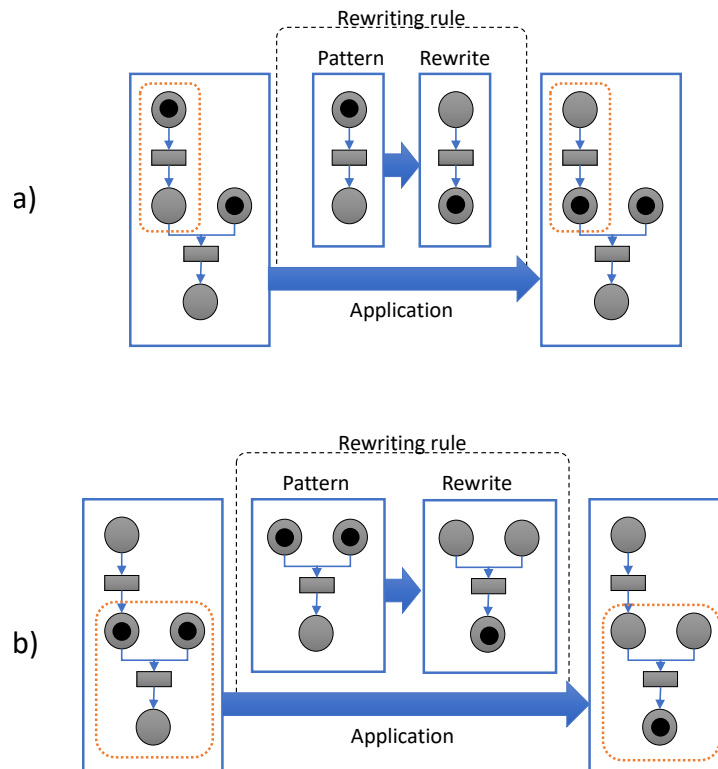 Rewriting rule
Pattern Rewrite
a)
Application
Rewriting rule
Pattern Rewrite
b)
Application